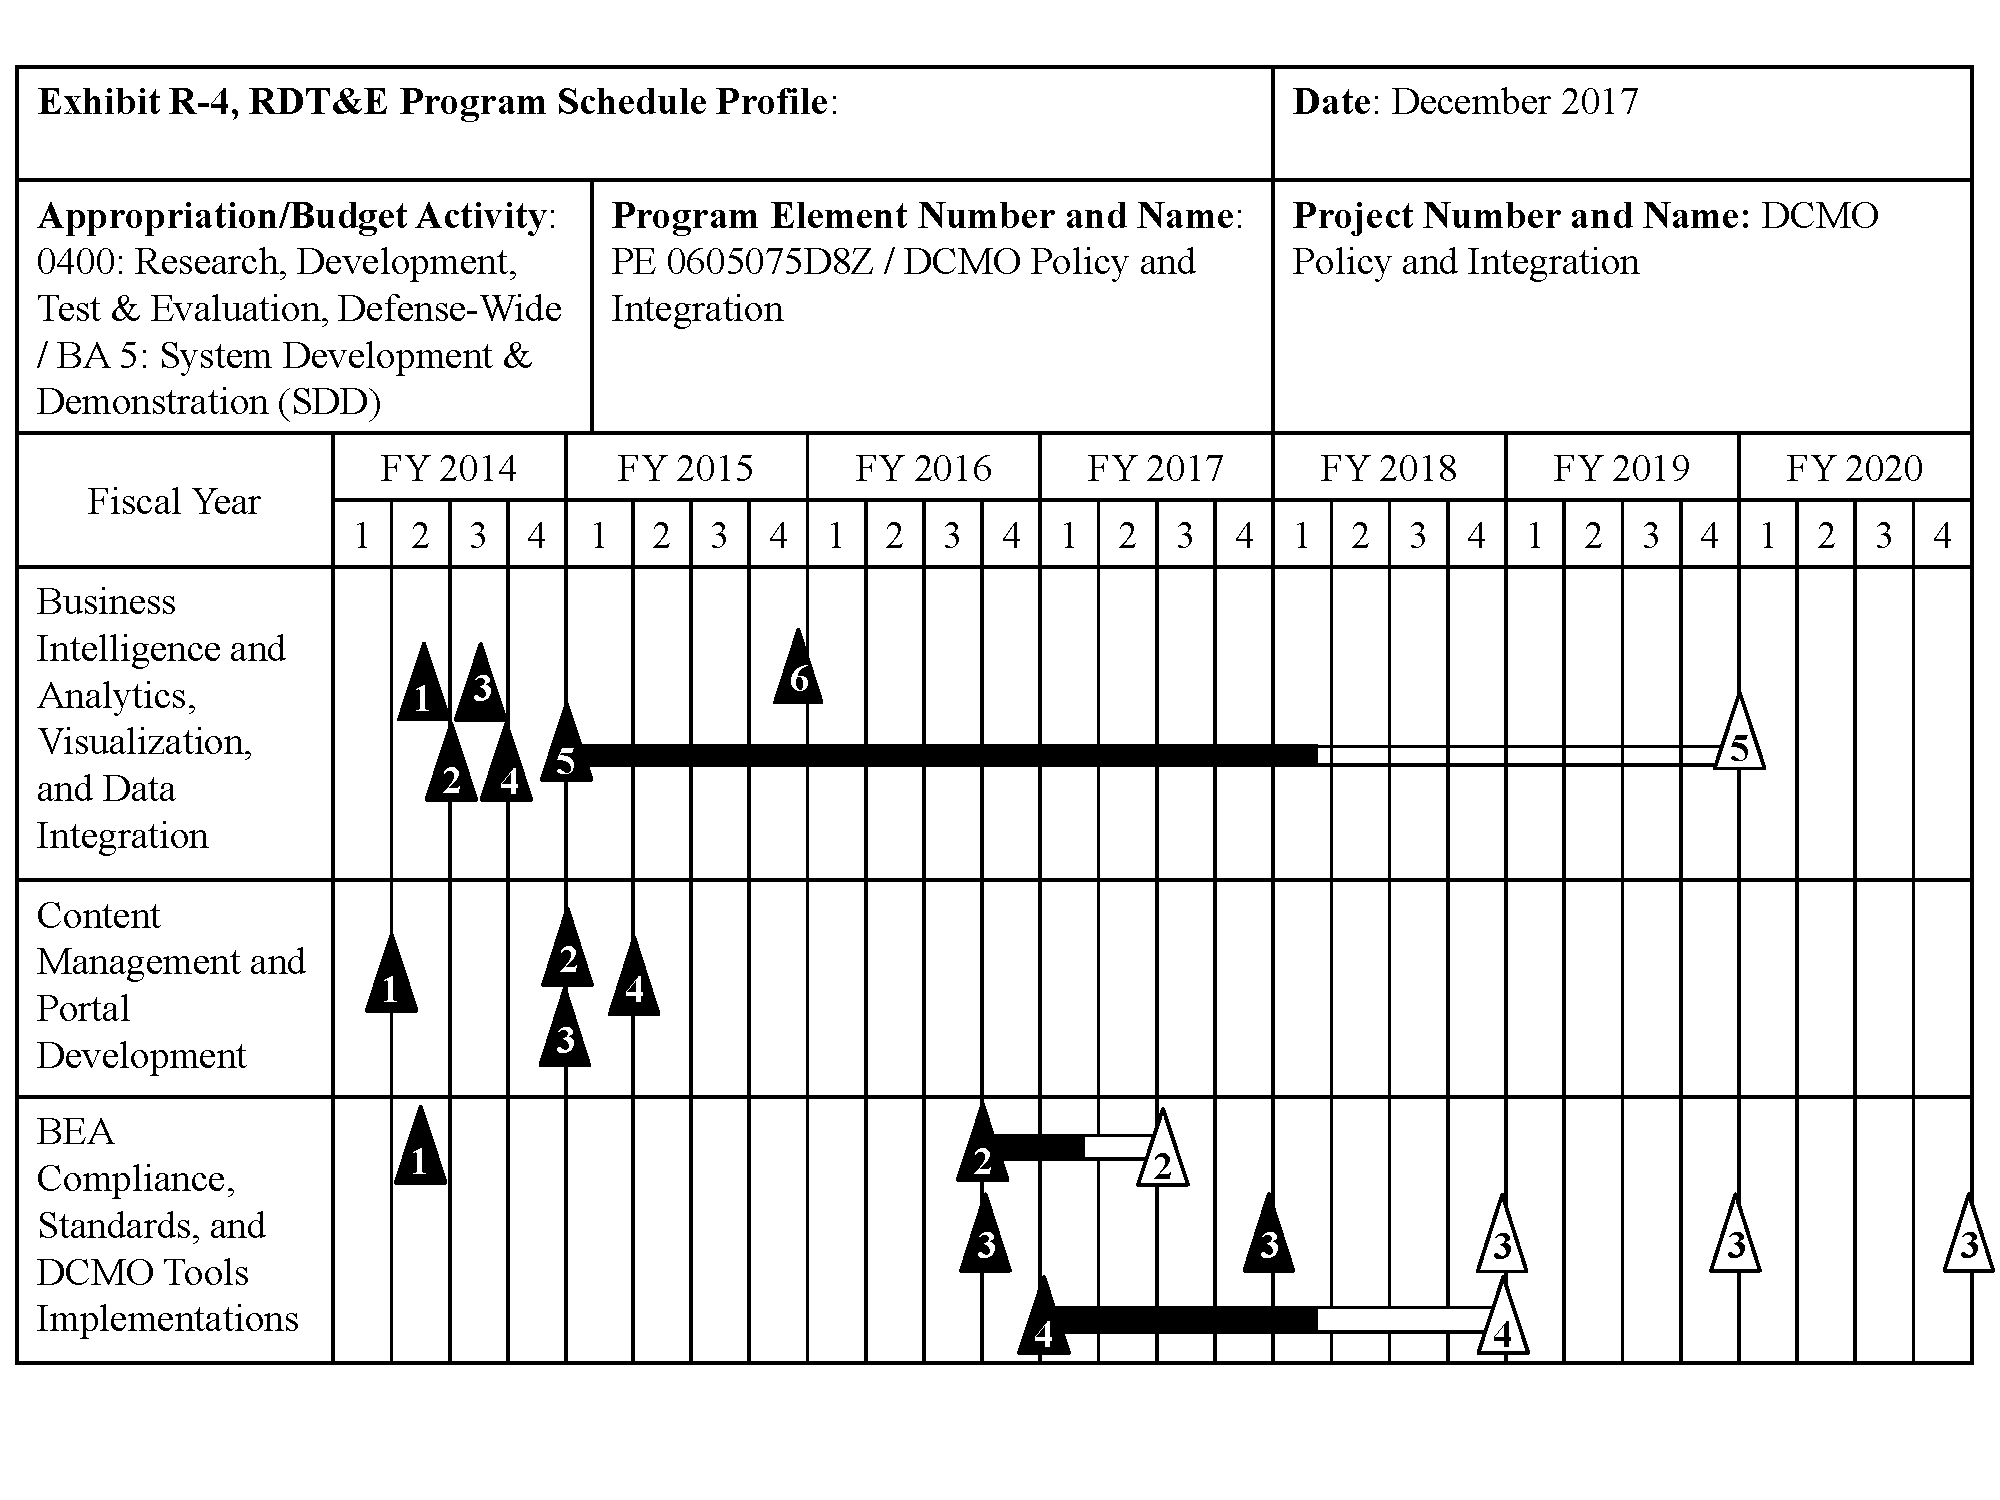 Exhibit R-4, RDT&E Program Schedule Profile:
Date: December 2017
Appropriation/Budget Activity:
0400: Research, Development,
Test & Evaluation, Defense-Wide
/ BA 5: System Development &
Demonstration (SDD)
Program Element Number and Name:
PE 0605075D8Z / DCMO Policy and
Integration
Project Number and Name: DCMO
Policy and Integration
Fiscal Year
FY 2014 FY 2015 FY 2016 FY 2017 FY 2018 FY 2019 FY 2020
1 2 3 4 1 2 3 4 1 2 3 4 1 2 3 4 1 2 3 4 1 2 3 4 1 2 3 4
Business
Intelligence and
Analytics,
Visualization,
and Data
Integration
1 3 6
2 4 5 5
Content
Management and
Portal
Development
1 2 4
3
BEA
Compliance,
Standards, and
DCMO Tools
Implementations
1 2 2
3 3 3 3 3
4 4